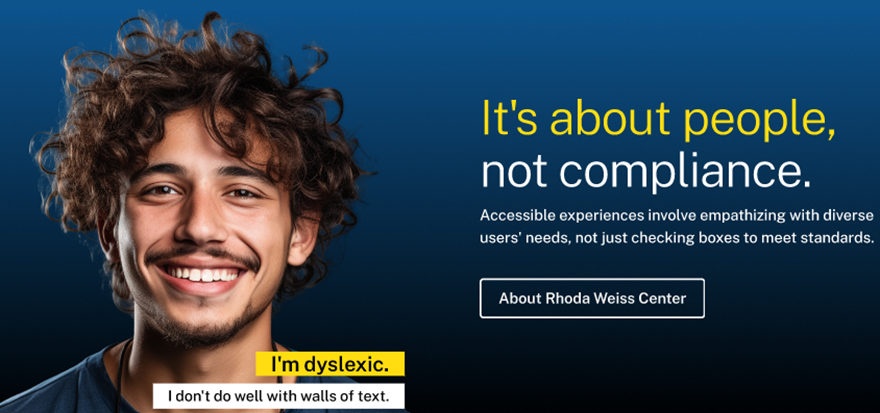 It's about people,
not compliance.
Accessible experiences involve empathizing with diverse
users' needs, not just checking boxes to meet standards.
About Rhoda Weiss Center
I'm dyslexic.
I don't do well with walls of text.